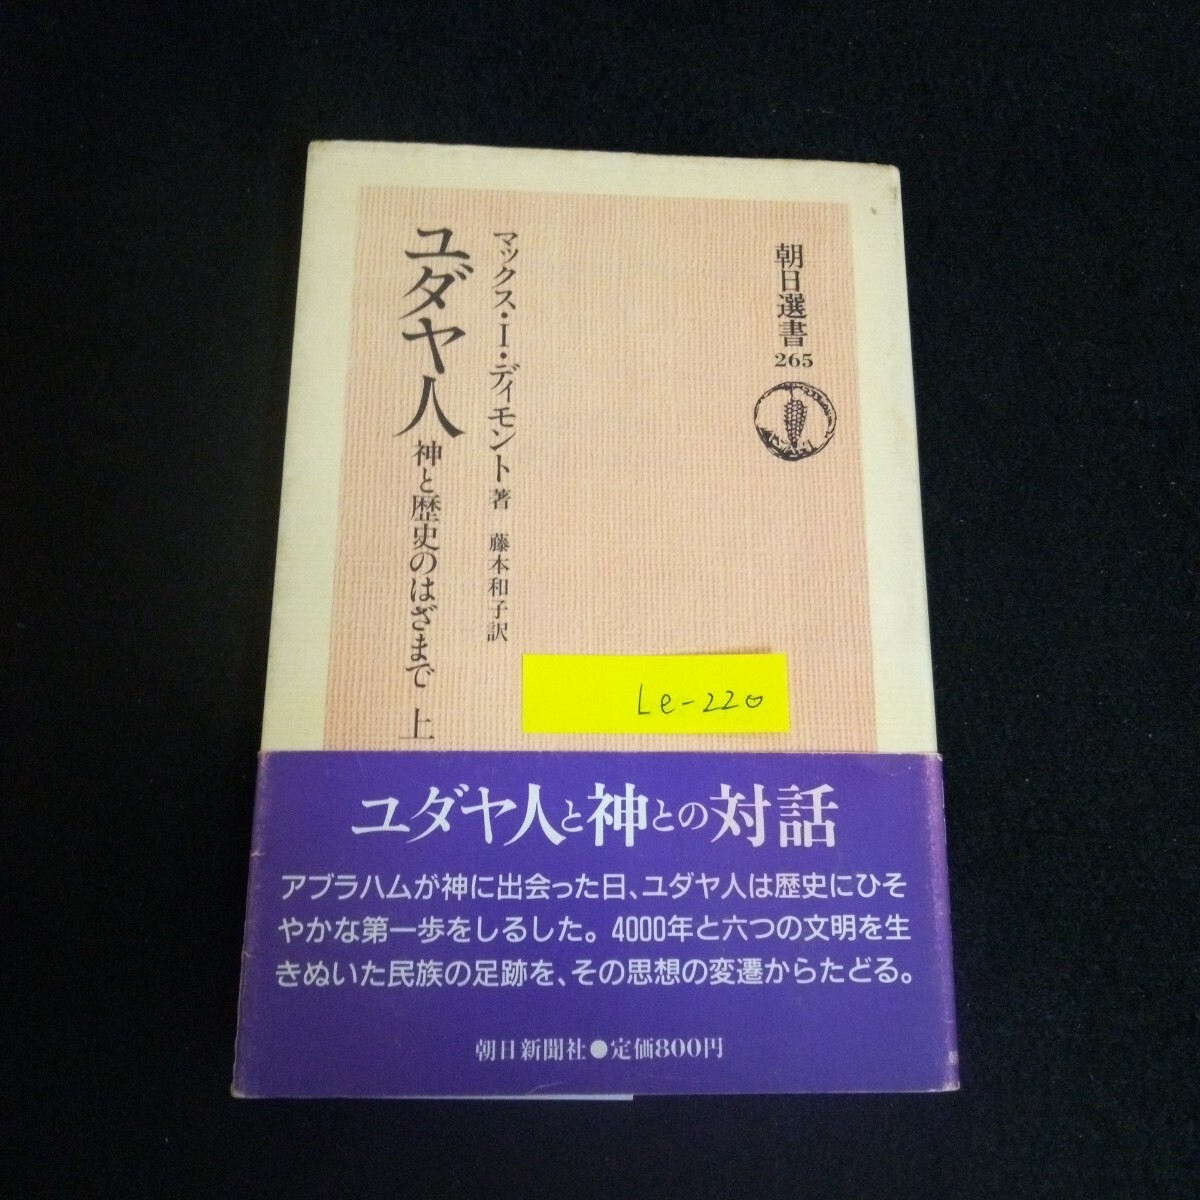 朝日選書
265
マックス・I・ディモント著 藤本和子訳
ユダヤ人 神と歴史のはざまで 上
Le-220
ユダヤ人と神との対話
アブラハムが神に出会った日、ユダヤ人は歴史にひそ
やかな第一歩をしるした。4000年と六つの文明を生
きぬいた民族の足跡を、その思想の変遷からたどる。
朝日新聞社●定価800円